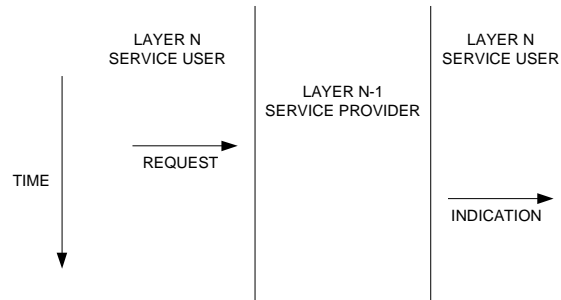 LAYER N
SERVICE USER
LAYER N-1
SERVICE PROVIDER
LAYER N
SERVICE USER
REQUEST
TIME
INDICATION